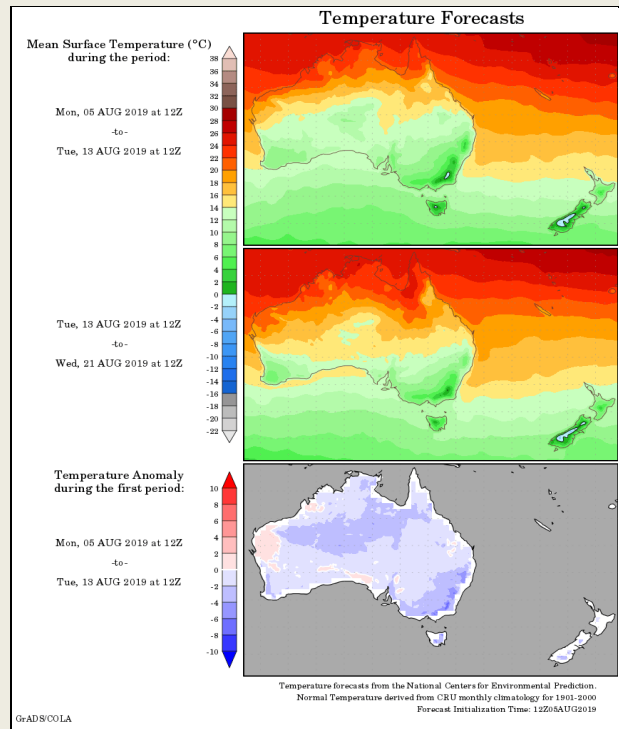 Temperature Forecasts
Mean Surface Temperature (°C)
during the period:
Mon, 05 AUG 2019 at 12Z
-to-
Tue, 13 AUG 2019 at 12Z
38
36
34
32
30
28
26
24
22
20
18
16
14
12
10
8
6
4
2
0
-2
-4
-6
-8
-10
-12
-14
-16
-18
-20
-22
Tue, 13 AUG 2019 at 12Z
-to-
Wed, 21 AUG 2019 at 12Z
Temperature Anomaly
during the first period:
Mon, 05 AUG 2019 at 12Z
-to-
Tue, 13 AUG 2019 at 12Z
10
8
6
4
2
0
-2
-4
-6
-8
-10
Temperature forecasts from the National Centers for Environmental Prediction.
Normal Temperature derived from CRU monthly climatology for 1901-2000
Forecast Initialization Time: 12Z05AUG2019
GrADS/COLA